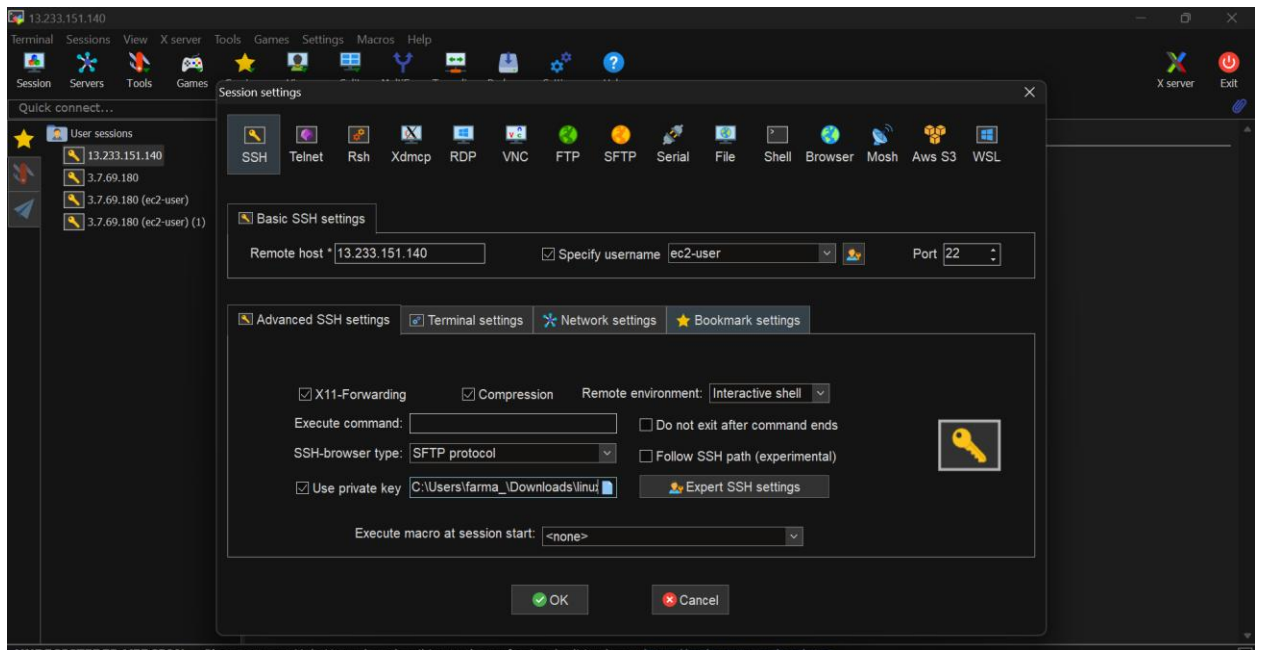 13.233.151.140
Terminal Sessions View X server Tools Games Settings Macros Help
Session Servers Tools Games
X server Exit
Quick connect...
User sessions
13.233.151.140
3.7.69.180
3.7.69.180 (ec2-user)
3.7.69.180 (ec2-user) (1)
Session settings
SSH Telnet Rsh Xdmcp RDP VNC FTP SFTP Serial File Shell Browser Mosh Aws S3 WSL
Basic SSH settings
Remote host * 13.233.151.140 Specify username ec2-user Port 22
Advanced SSH settings Terminal settings Network settings Bookmark settings
X11-Forwarding Compression Remote environment: Interactive shell
Execute command: Do not exit after command ends
SSH-browser type: SFTP protocol Follow SSH path (experimental)
Use private key C:\Users\farma_\Downloads\linu Expert SSH settings
Execute macro at session start: <none>
OK Cancel